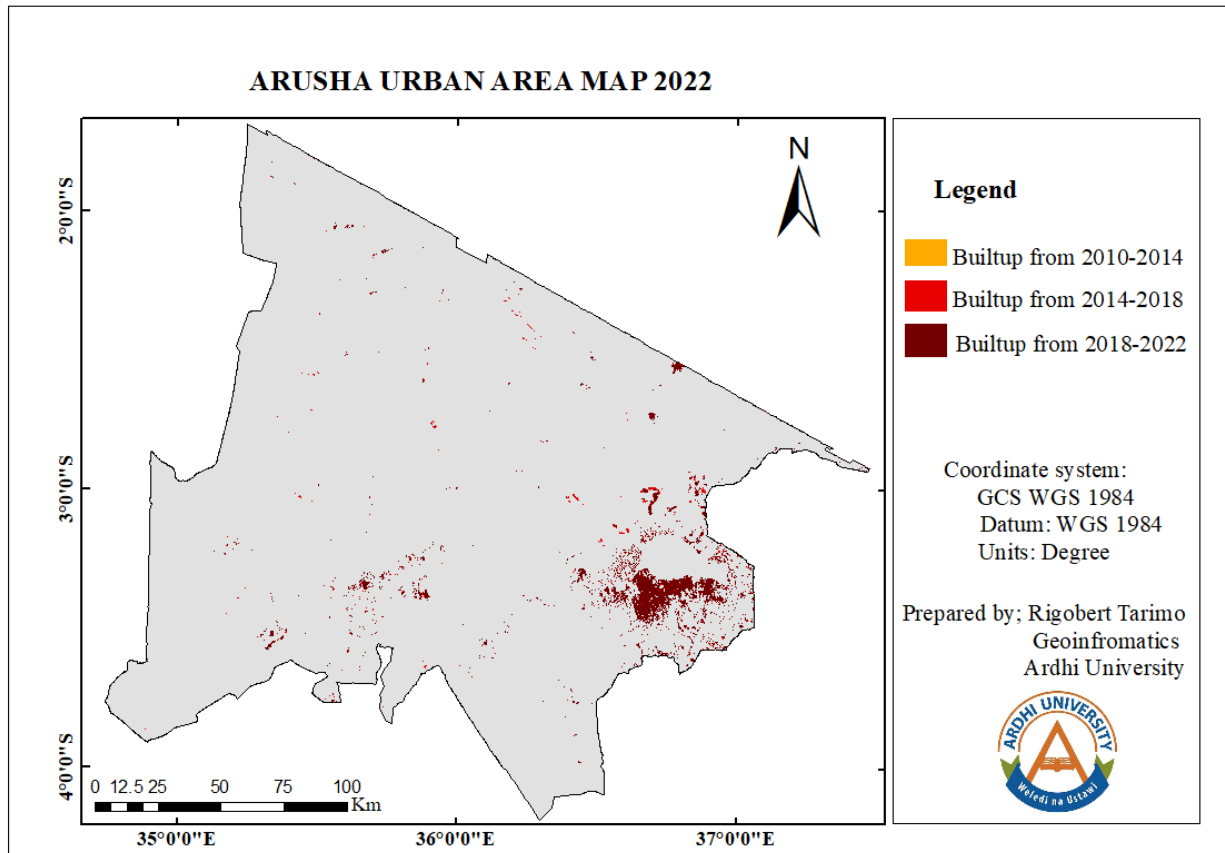 ARUSHA URBAN AREA MAP 2022
N
2°0'0"S
3°0'0"S
4°0'0"S
0 12.5 25 50 75 100
Km
35°0'0"E 36°0'0"E 37°0'0"E
Legend
Builtup from 2010-2014
Builtup from 2014-2018
Builtup from 2018-2022
Coordinate system:
GCS WGS 1984
Datum: WGS 1984
Units: Degree
Prepared by; Rigobert Tarimo
Geoinfromatics
Ardhi University
ARDHI UNIVERSITY
Weledi na Ustawi